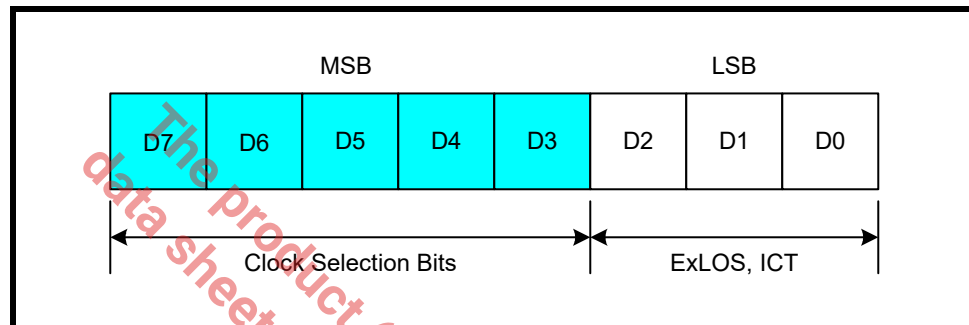 MSB LSB
D7 D6 D5 D4 D3 D2 D1 D0
Clock Selection Bits ExLOS, ICT
The product
data sheet